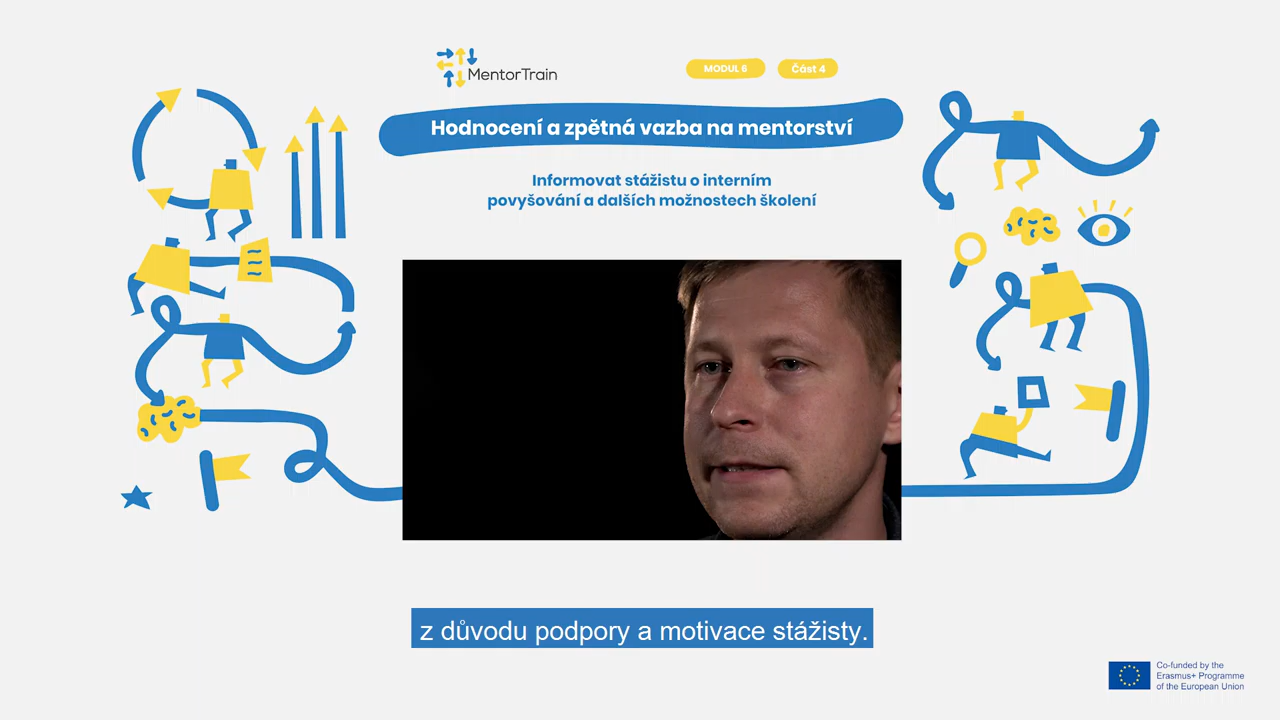 MentorTrain
MODUL 6
Část 4
Hodnocení a zpětná vazba na mentorství
Informovat stážistu o interním
povyšování a dalších možnostech školení
z důvodu podpory a motivace stážisty.
Co-funded by the
Erasmus+ Programme
of the European Union